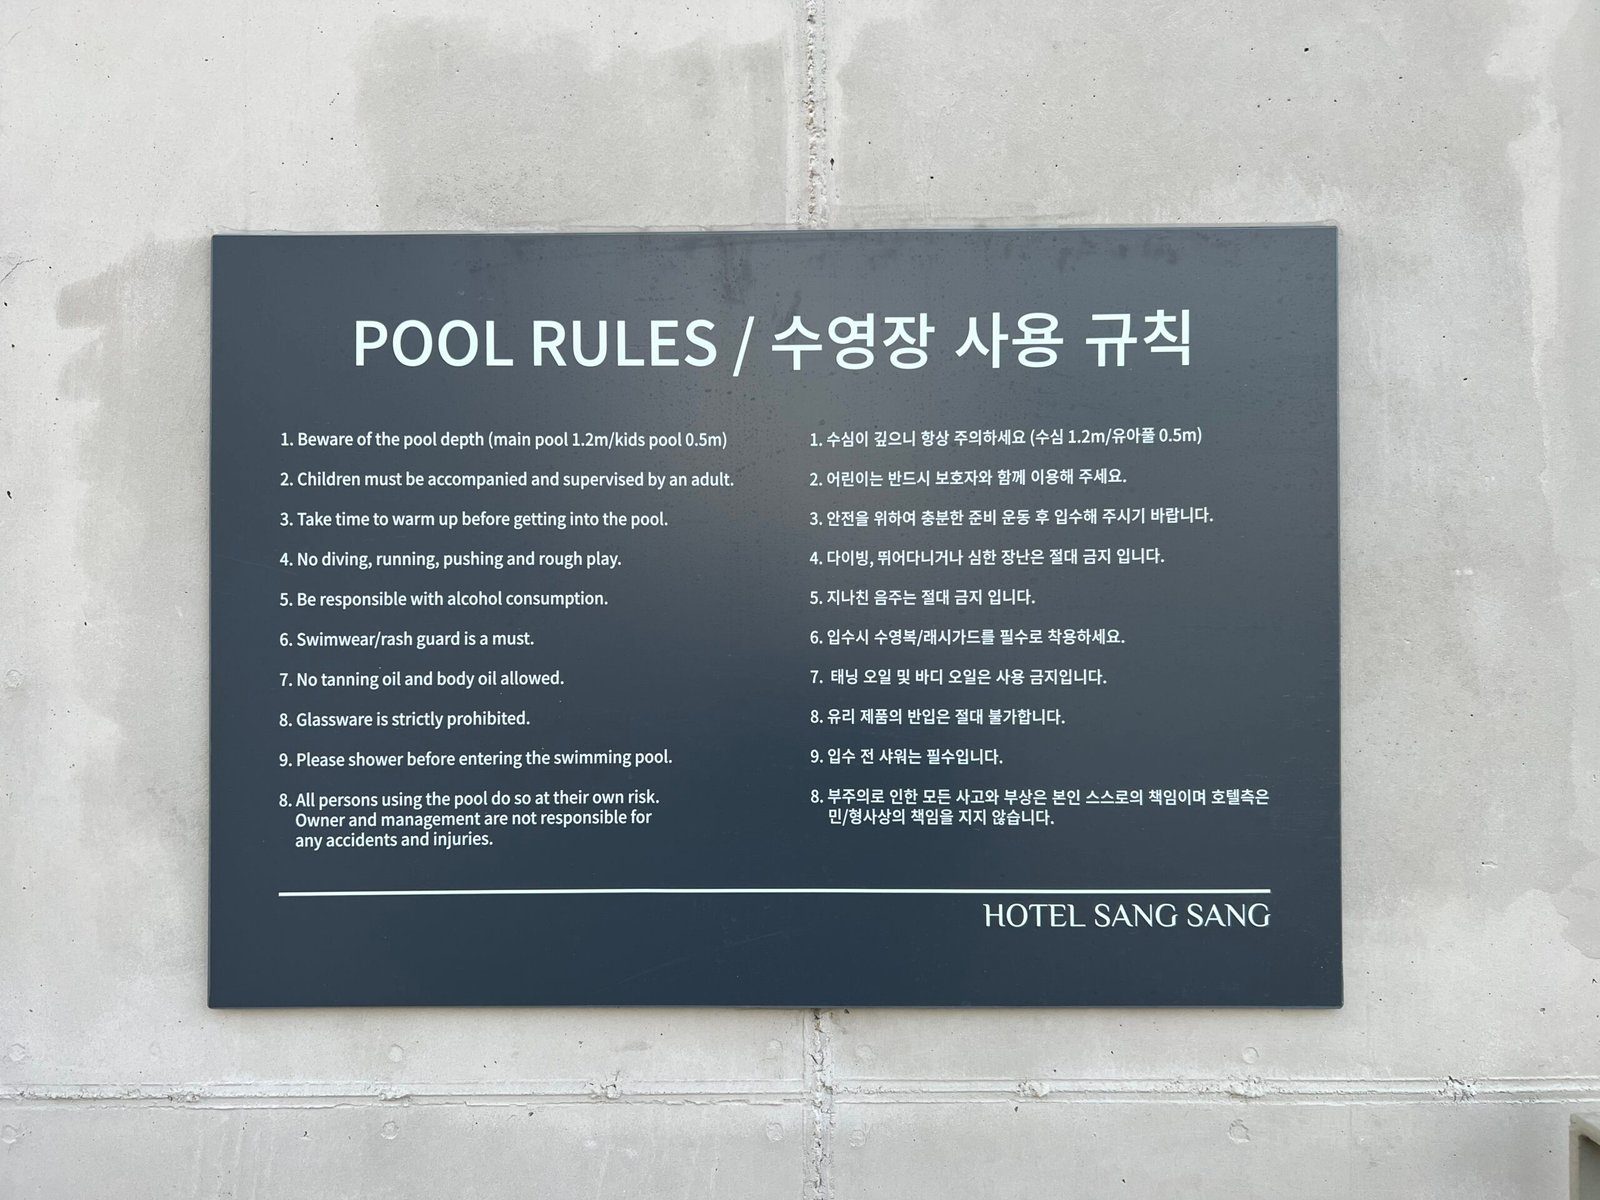 POOL RULES / 수영장 사용 규칙
1. Beware of the pool depth (main pool 1.2m/kids pool 0.5m)
2. Children must be accompanied and supervised by an adult.
3. Take time to warm up before getting into the pool.
4. No diving, running, pushing and rough play.
5. Be responsible with alcohol consumption.
6. Swimwear/rash guard is a must.
7. No tanning oil and body oil allowed.
8. Glassware is strictly prohibited.
9. Please shower before entering the swimming pool.
8. All persons using the pool do so at their own risk.
Owner and management are not responsible for
any accidents and injuries.
1. 수심이 깊으니 항상 주의하세요 (수심 1.2m/유아풀 0.5m)
2. 어린이는 반드시 보호자와 함께 이용해 주세요.
3. 안전을 위하여 충분한 준비 운동 후 입수해 주시기 바랍니다.
4. 다이빙, 뛰어다니거나 심한 장난은 절대 금지 입니다.
5. 지나친 음주는 절대 금지 입니다.
6. 입수시 수영복/래시가드를 필수로 착용하세요.
7. 태닝 오일 및 바디 오일은 사용 금지입니다.
8. 유리 제품의 반입은 절대 불가합니다.
9. 입수 전 샤워는 필수입니다.
8. 부주의로 인한 모든 사고와 부상은 본인 스스로의 책임이며 호텔측은
민/형사상의 책임을 지지 않습니다.
HOTEL SANG SANG